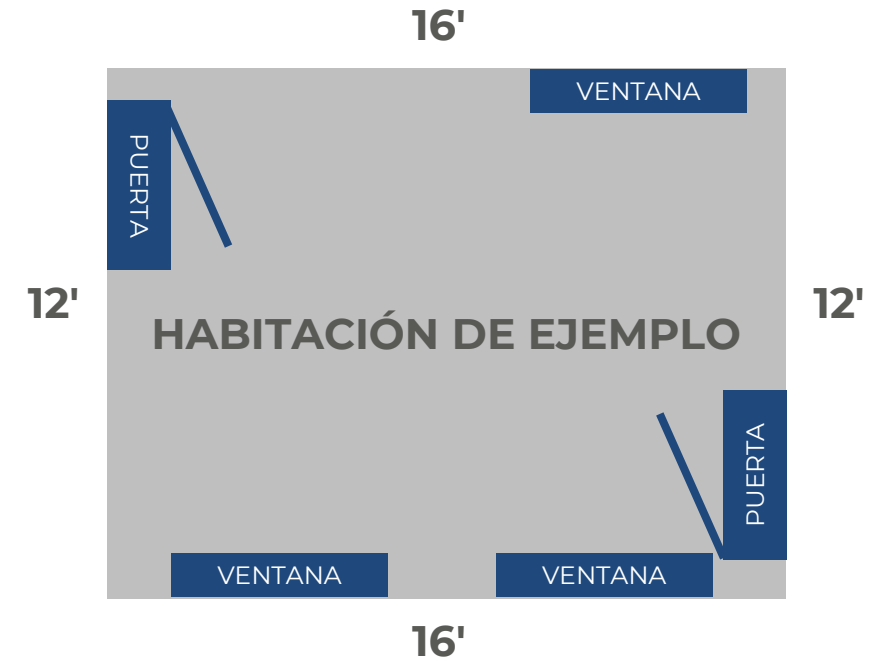 16'
VENTANA
PUERTA
12'
12'
HABITACIÓN DE EJEMPLO
PUERTA
VENTANA
VENTANA
16'